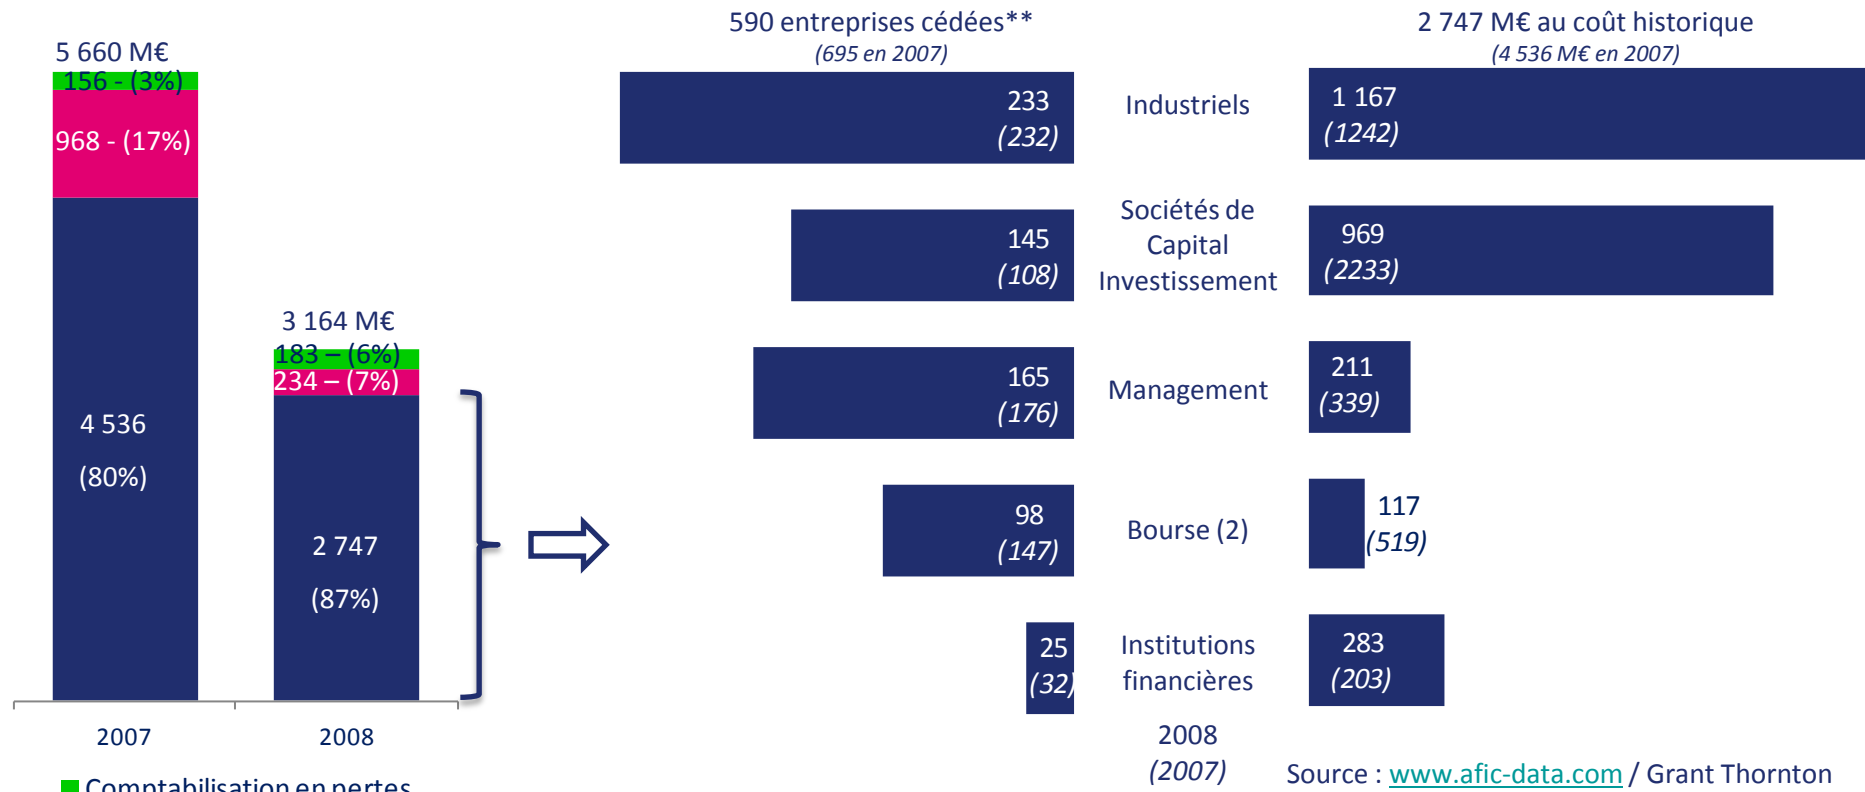 5 660 M€
156 - (3%)
968 - (17%)
4 536
(80%)
3 164 M€
183 – (6%)
234 – (7%)
2 747
(87%)
2007
2008
Comptabilisation en pertes
590 entreprises cédées**
(695 en 2007)
2 747 M€ au coût historique
(4 536 M€ en 2007)
233
(232)
Industriels
1 167
(1242)
145
(108)
Sociétés de
Capital
Investissement
969
(2233)
165
(176)
Management
211
(339)
98
(147)
Bourse (2)
117
(519)
25
(32)
Institutions
financières
283
(203)
2008
(2007)
Source : www.afic-data.com / Grant Thornton